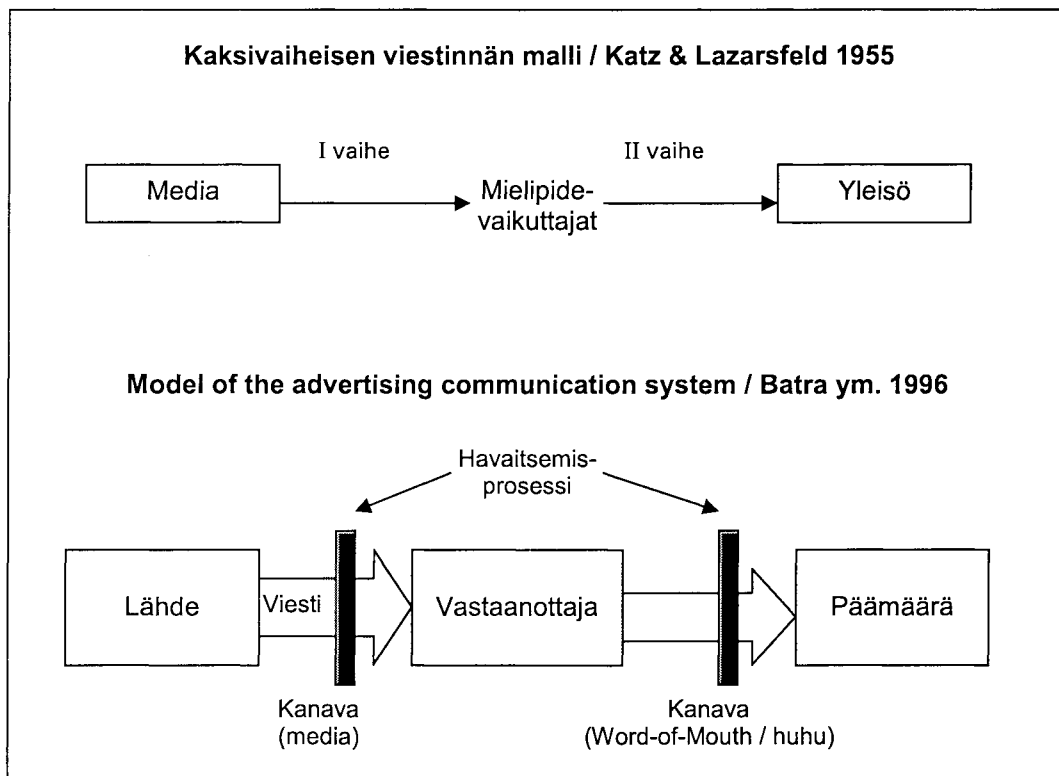 Kaksivaiheisen viestinnän malli / Katz & Lazarsfeld 1955
I vaihe
II vaihe
Media
Mielipide-
vaikuttajat
Yleisö
Model of the advertising communication system / Batra ym. 1996
Havaitsemis-
prosessi
Lähde
Viesti
Vastaanottaja
Päämäärä
Kanava
(media)
Kanava
(Word-of-Mouth / huhu)